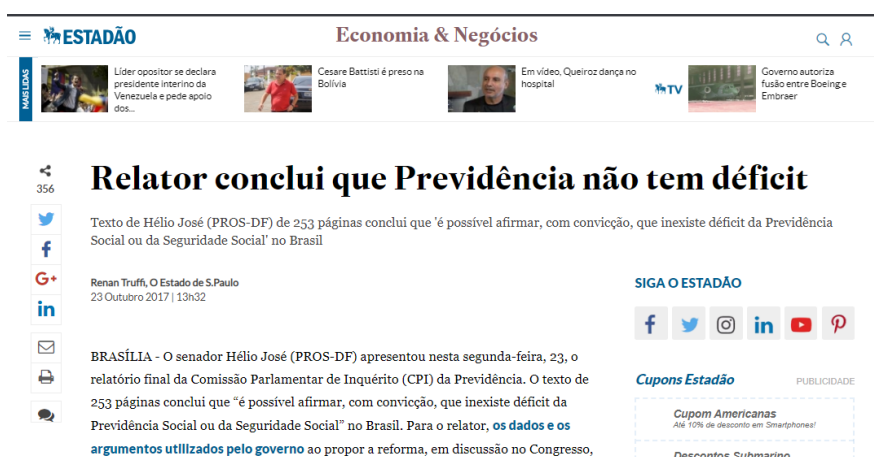 ESTADÃO
Economia & Negócios
MAIS LIDAS
Líder opositor se declara
presidente interino da
Venezuela e pede apoio
dos...
Cesare Battisti é preso na
Bolívia
Em vídeo, Queiroz dança no
hospital
TV
Governo autoriza
fusão entre Boeing e
Embraer
356
Relator conclui que Previdência não tem déficit
Texto de Hélio José (PROS-DF) de 253 páginas conclui que 'é possível afirmar, com convicção, que inexiste déficit da Previdência
Social ou da Seguridade Social' no Brasil
Renan Truffi, O Estado de S.Paulo
23 Outubro 2017 | 13h32
BRASÍLIA - O senador Hélio José (PROS-DF) apresentou nesta segunda-feira, 23, o
relatório final da Comissão Parlamentar de Inquérito (CPI) da Previdência. O texto de
253 páginas conclui que “é possível afirmar, com convicção, que inexiste déficit da
Previdência Social ou da Seguridade Social” no Brasil. Para o relator, os dados e os
argumentos utilizados pelo governo ao propor a reforma, em discussão no Congresso,
SIGA O ESTADÃO
Cupons Estadão
PUBLICIDADE
Cupom Americanas
Até 10% de desconto em Smartphones!
Descontos Submarino